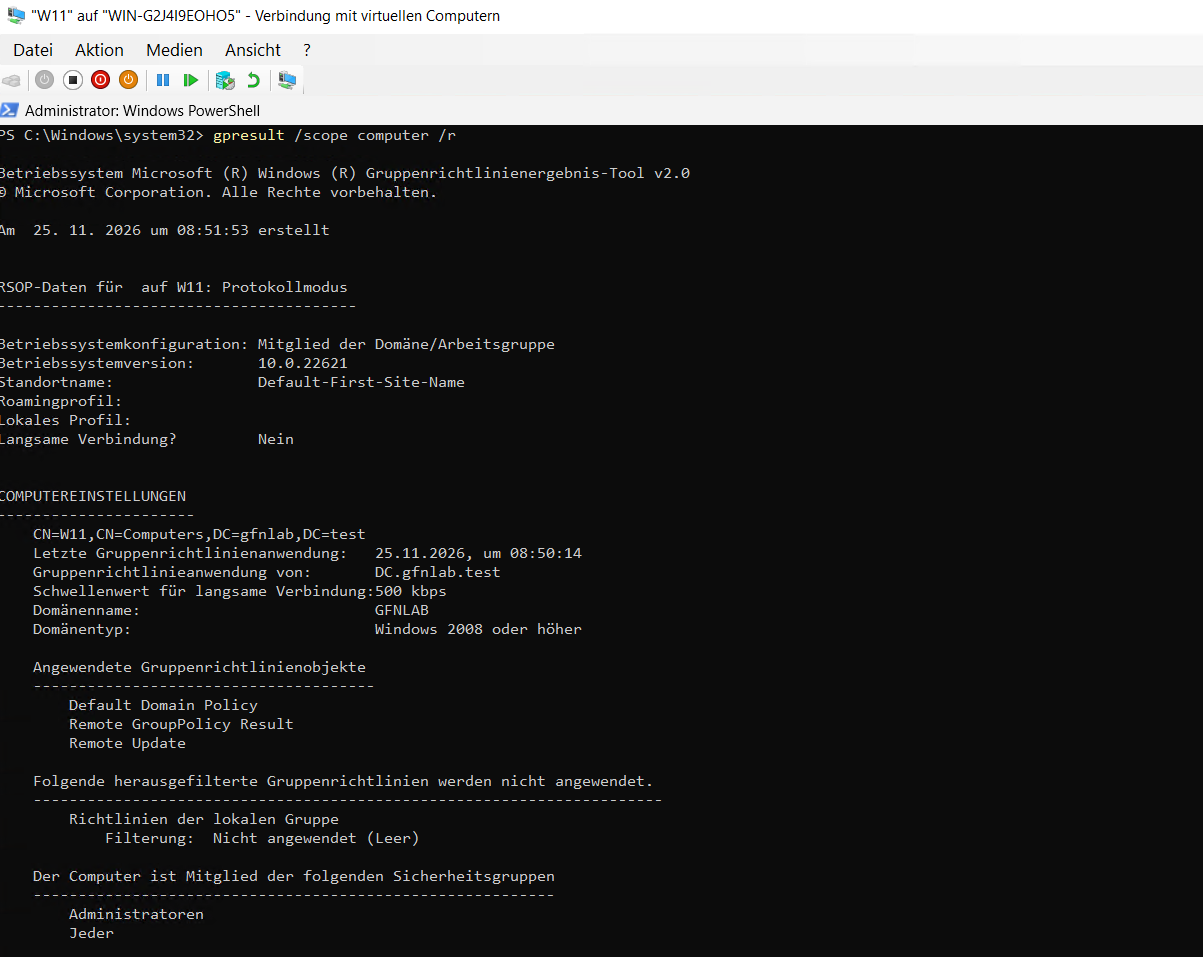 "W11" auf "WIN-G2J4I9EOHO5" - Verbindung mit virtuellen Computern
Datei Aktion Medien Ansicht ?
Administrator: Windows PowerShell
PS C:\Windows\system32> gpresult /scope computer /r
Betriebssystem Microsoft (R) Windows (R) Gruppenrichtlinienergebnis-Tool v2.0
© Microsoft Corporation. Alle Rechte vorbehalten.
Am 25. 11. 2026 um 08:51:53 erstellt
RSOP-Daten für auf W11: Protokollmodus
----------------------------------------
Betriebssystemkonfiguration: Mitglied der Domäne/Arbeitsgruppe
Betriebssystemversion: 10.0.22621
Standortname: Default-First-Site-Name
Roamingprofil:
Lokales Profil:
Langsame Verbindung? Nein
COMPUTEREINSTELLUNGEN
----------------------
CN=W11,CN=Computers,DC=gfnlab,DC=test
Letzte Gruppenrichtlinienanwendung: 25.11.2026, um 08:50:14
Gruppenrichtlinieanwendung von: DC.gfnlab.test
Schwellenwert für langsame Verbindung:500 kbps
Domänenname: GFNLAB
Domänentyp: Windows 2008 oder höher
Angewendete Gruppenrichtlinienobjekte
--------------------------------------
Default Domain Policy
Remote GroupPolicy Result
Remote Update
Folgende herausgefilterte Gruppenrichtlinien werden nicht angewendet.
----------------------------------------------------------------------
Richtlinien der lokalen Gruppe
Filterung: Nicht angewendet (Leer)
Der Computer ist Mitglied der folgenden Sicherheitsgruppen
----------------------------------------------------------
Administratoren
Jeder